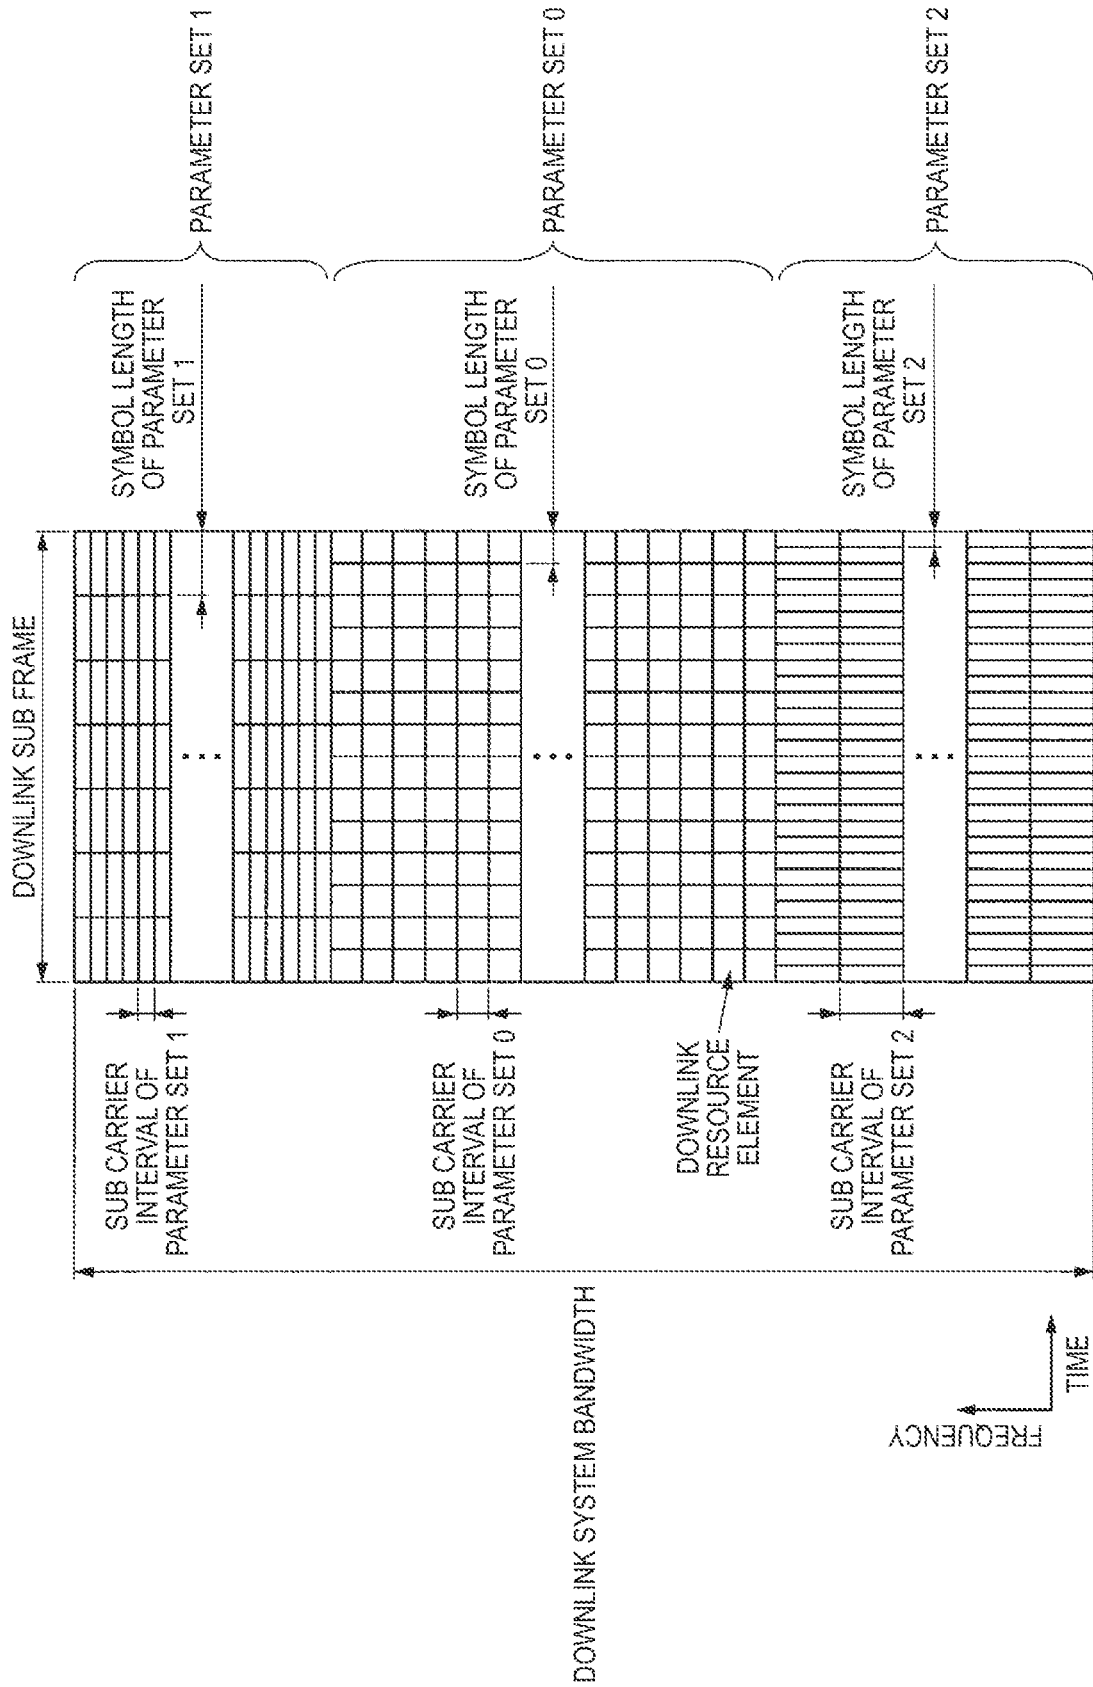 DOWNLINK SUB FRAME
SYMBOL LENGTH
OF PARAMETER
SET 1
PARAMETER SET 1
SYMBOL LENGTH
OF PARAMETER
SET 0
PARAMETER SET 0
SYMBOL LENGTH
OF PARAMETER
SET 2
PARAMETER SET 2
SUB CARRIER
INTERVAL OF
PARAMETER SET 1
SUB CARRIER
INTERVAL OF
PARAMETER SET 0
DOWNLINK
RESOURCE
ELEMENT
SUB CARRIER
INTERVAL OF
PARAMETER SET 2
DOWNLINK SYSTEM BANDWIDTH
FREQUENCY
TIME